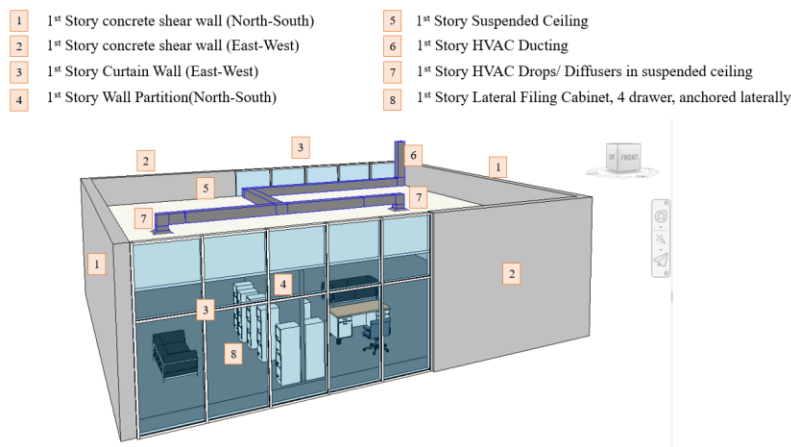 1 1st Story concrete shear wall (North-South)
2 1st Story concrete shear wall (East-West)
3 1st Story Curtain Wall (East-West)
4 1st Story Wall Partition(North-South)
5 1st Story Suspended Ceiling
6 1st Story HVAC Ducting
7 1st Story HVAC Drops/ Diffusers in suspended ceiling
8 1st Story Lateral Filing Cabinet, 4 drawer, anchored laterally
3
2
6
1
5
7
7
1
2
4
3
8
FRONT